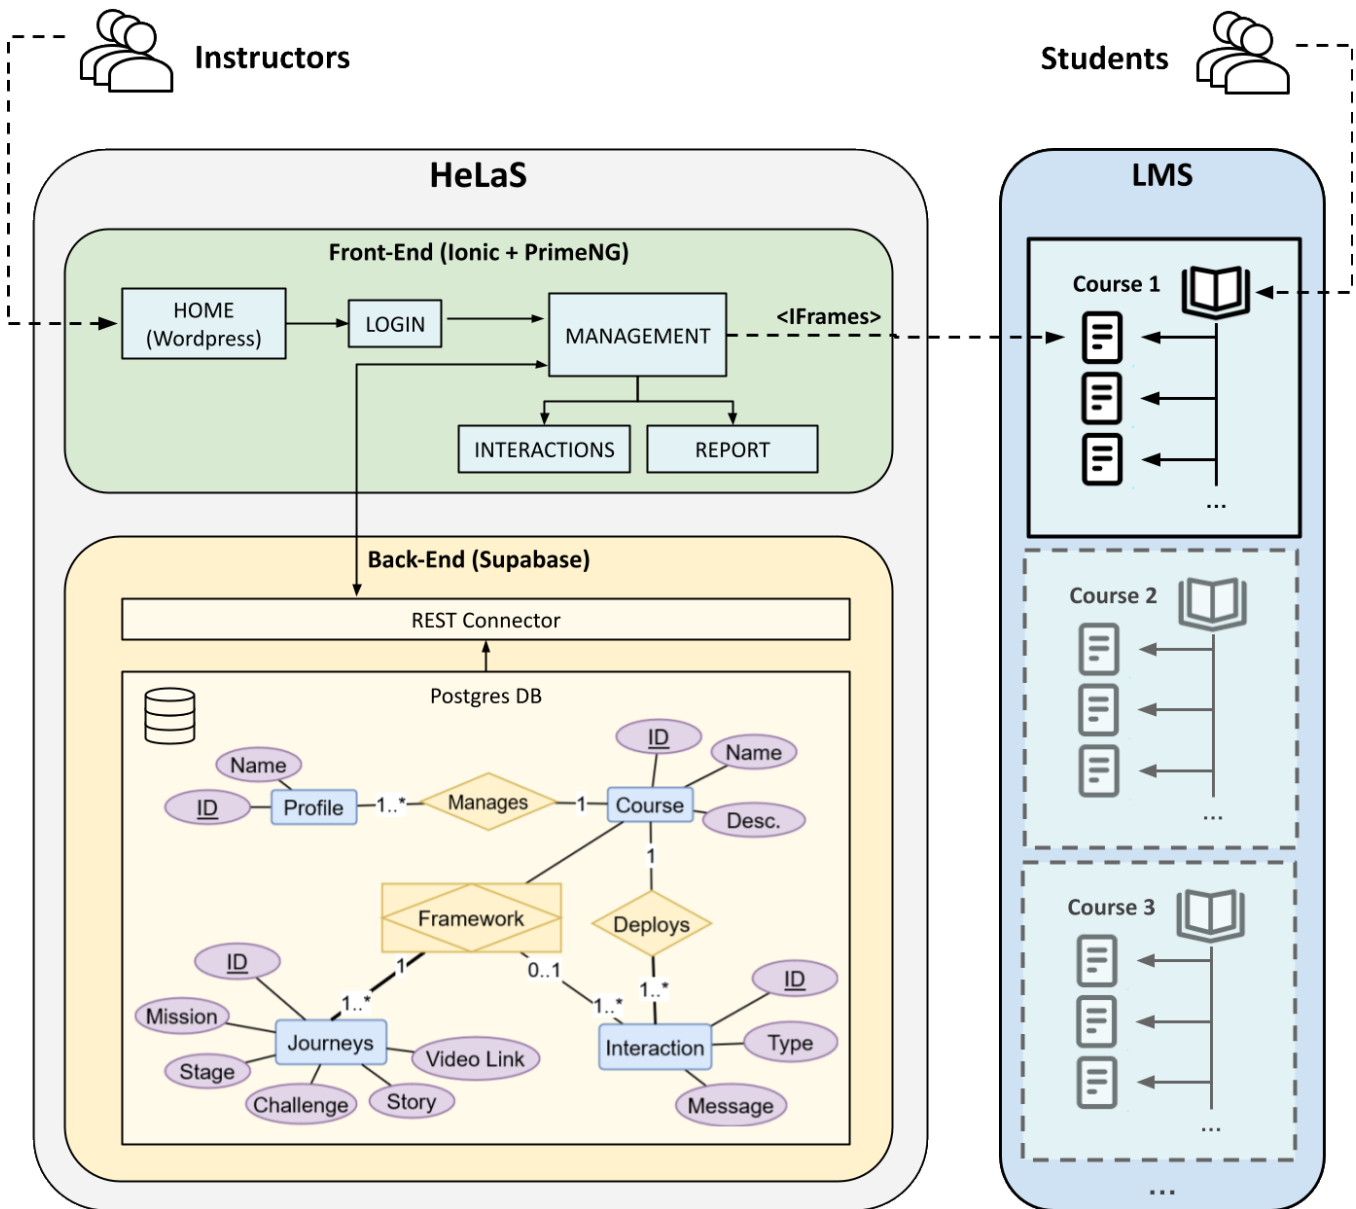 Instructors
Students
HeLaS
LMS
Front-End (Ionic + PrimeNG)
HOME
(Wordpress)
LOGIN
MANAGEMENT
<IFrames>
INTERACTIONS
REPORT
Back-End (Supabase)
REST Connector
Postgres DB
ID
Name
Name
ID
Profile
1..*
Manages
1
Course
Desc.
1
Framework
Deploys
ID
1
0..1
1..*
ID
1..*
1..*
Mission
Journeys
Interaction
Type
Stage
Video Link
Challenge
Story
Message
Course 1
...
Course 2
...
Course 3
...
...